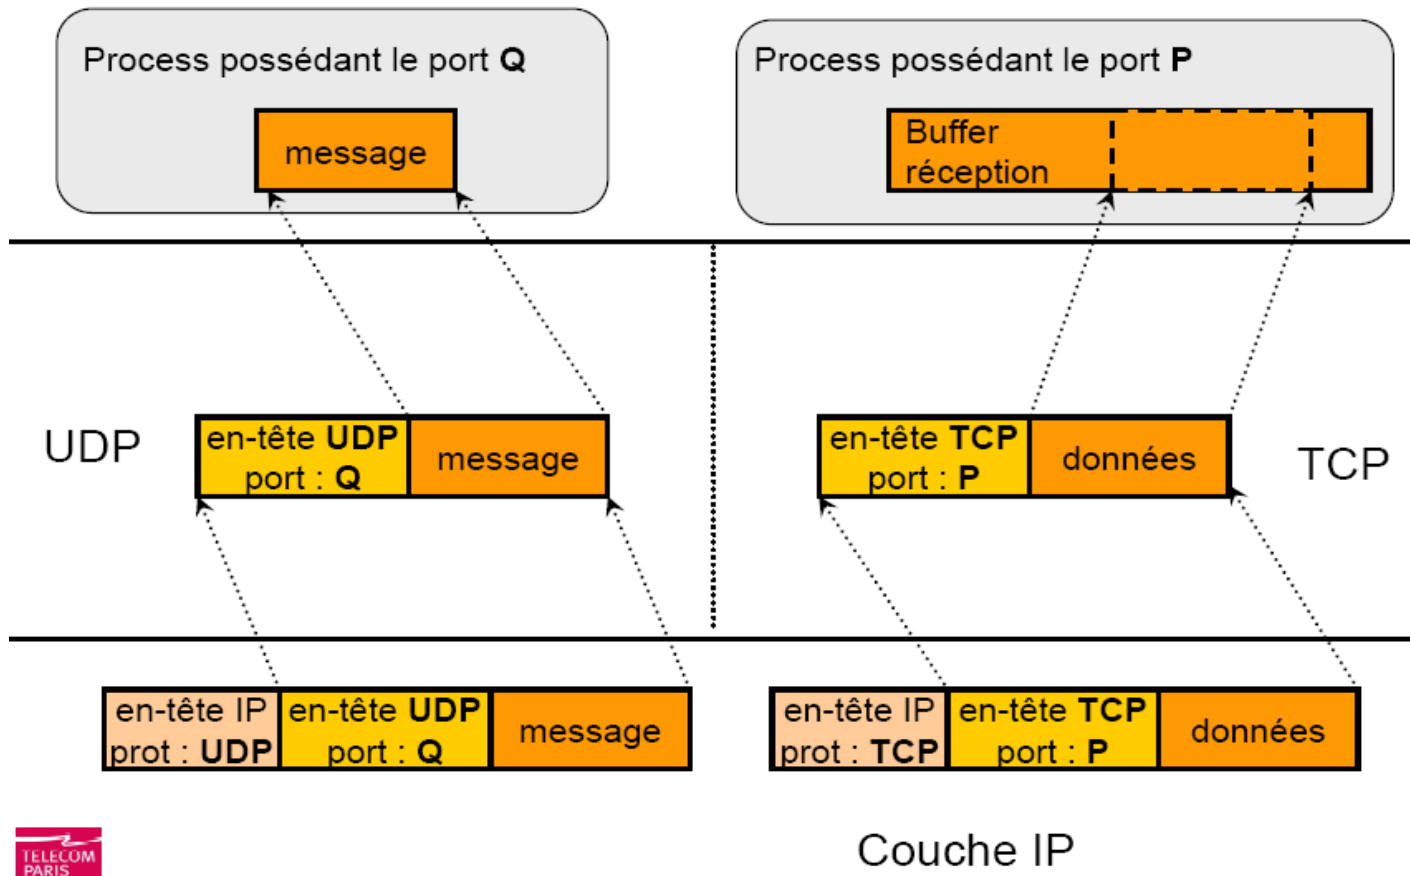 Process possédant le port Q
message
Process possédant le port P
Buffer
réception
UDP
en-tête UDP
port : Q
message
en-tête TCP
port : P
données
TCP
en-tête IP
prot : UDP
en-tête UDP
port : Q
message
en-tête IP
prot : TCP
en-tête TCP
port : P
données
Couche IP
TELECOM
PARIS